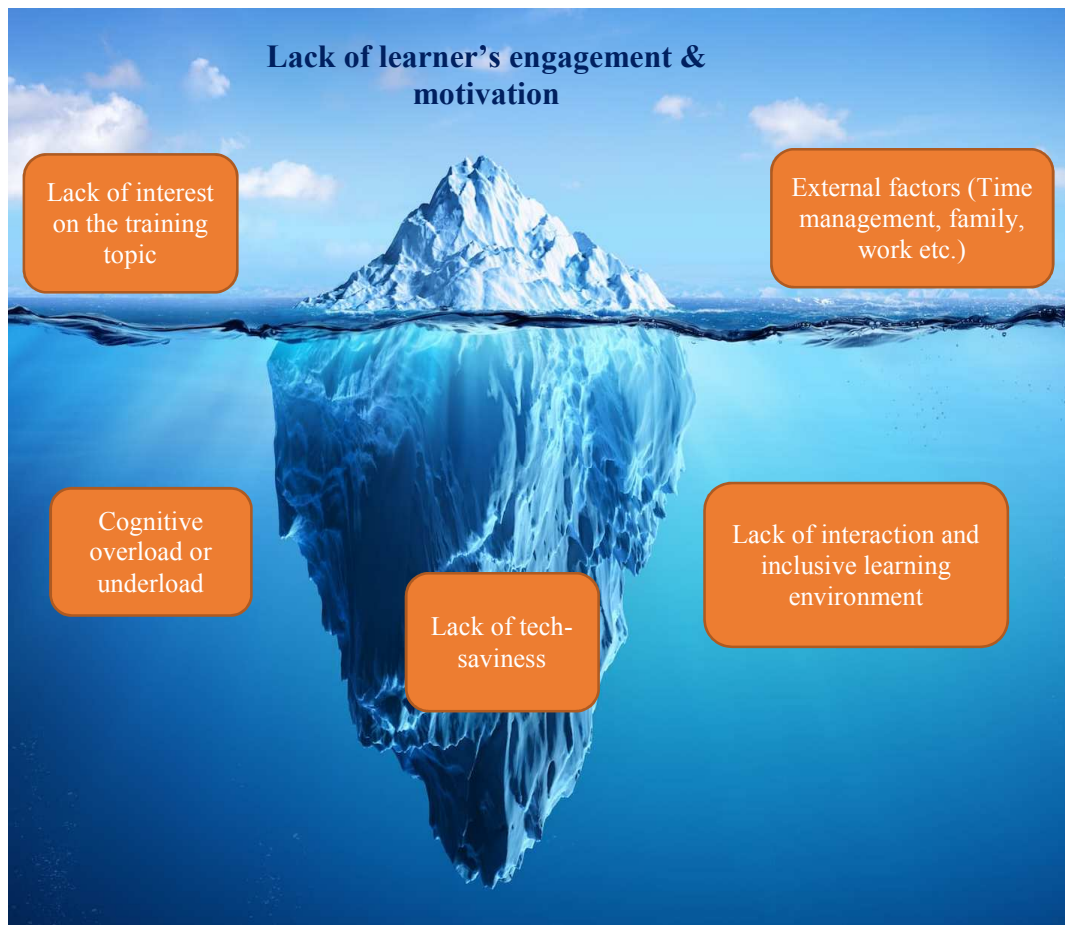 Lack of learner’s engagement &
motivation
Lack of interest
on the training
topic
External factors (Time
management, family,
work etc.)
Cognitive
overload or
underload
Lack of interaction and
inclusive learning
environment
Lack of tech-
saviness